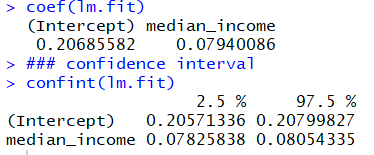 > coef(lm.fit)
(Intercept) median_income
0.20685582 0.07940086
> ### confidence interval
> confint(lm.fit)
2.5 % 97.5 %
(Intercept) 0.20571336 0.20799827
median_income 0.07825838 0.08054335